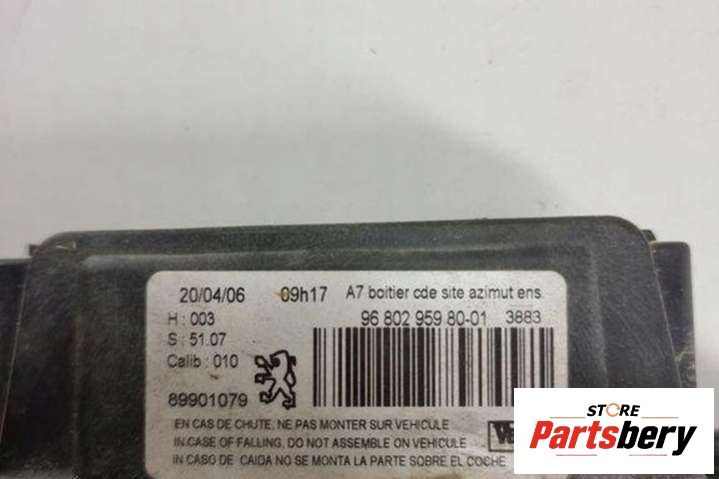 20/04/06 09h17 A7 boitier cde site azimut ens.
H : 003 96 802 959 80-01 3883
S : 51.07
Calib : 010
89901079
EN CAS DE CHUTE, NE PAS MONTER SUR VEHICULE
IN CASE OF FALLING, DO NOT ASSEMBLE ON VEHICULE
IN CASO DE CAIDA NO SE MONTA LA PARTE SOBRE EL COCHE
STORE
Partsbery